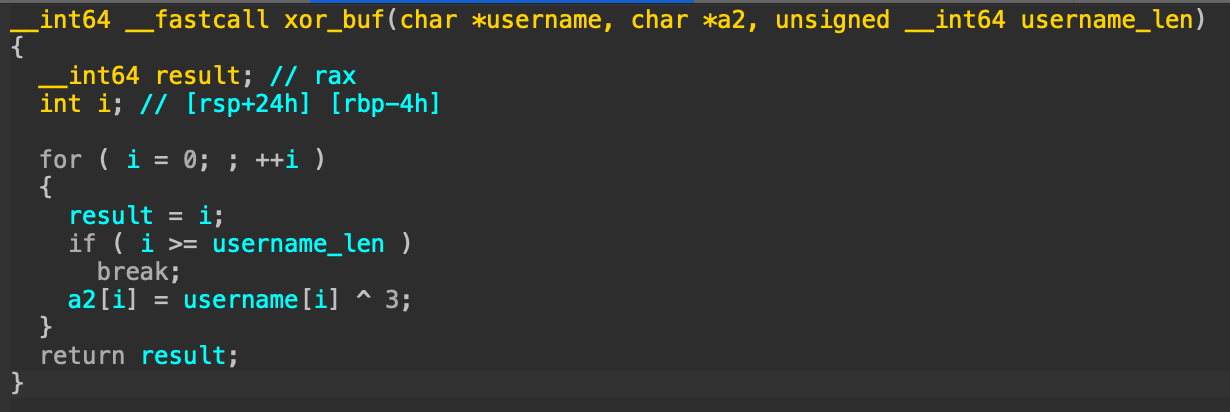 __int64 __fastcall xor_buf(char *username, char *a2, unsigned __int64 username_len)
{
  __int64 result; // rax
  int i; // [rsp+24h] [rbp-4h]

  for ( i = 0; ; ++i )
  {
    result = i;
    if ( i >= username_len )
      break;
    a2[i] = username[i] ^ 3;
  }
  return result;
}